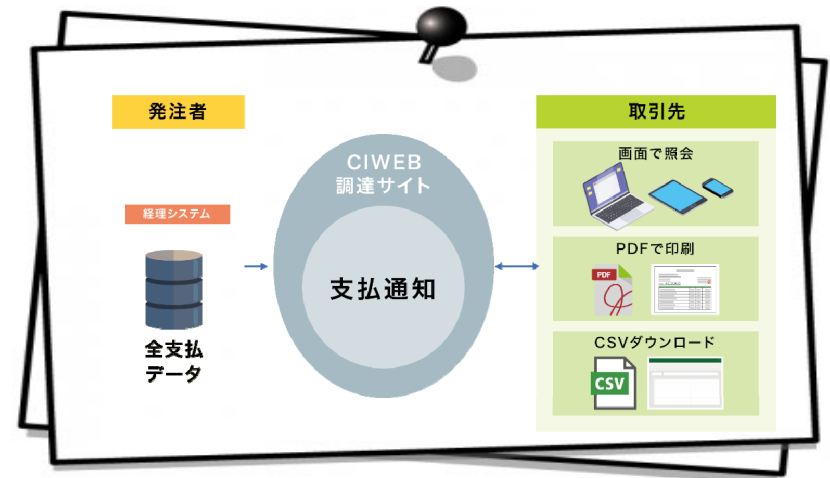 発注者
経理システム
全支払
データ
CIWEB
調達サイト
支払通知
取引先
画面で照会
PDFで印刷
PDF
CSVダウンロード
CSV